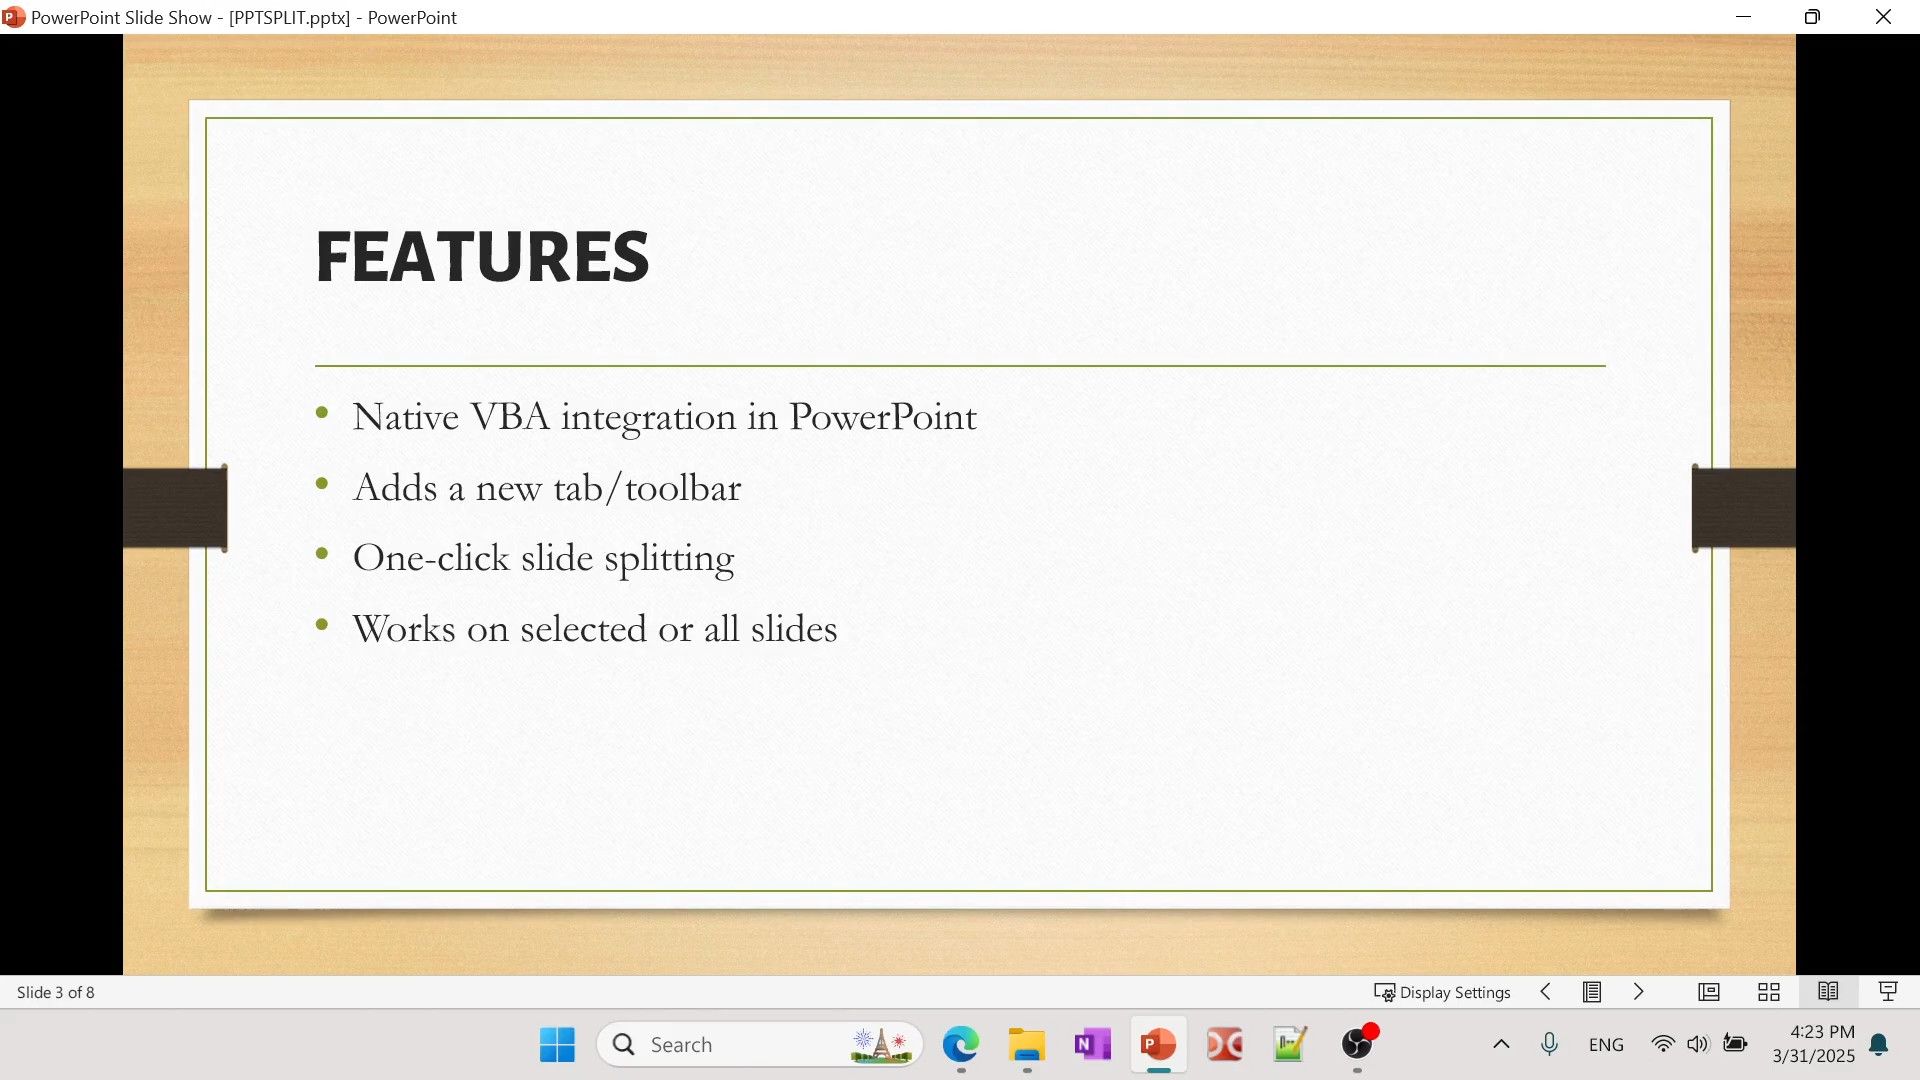 PowerPoint Slide Show - [PPTSPLIT.pptx] - PowerPoint
FEATURES
Native VBA integration in PowerPoint
Adds a new tab/toolbar
One-click slide splitting
Works on selected or all slides
Slide 3 of 8
Display Settings
Search
ENG
4:23 PM
3/31/2025